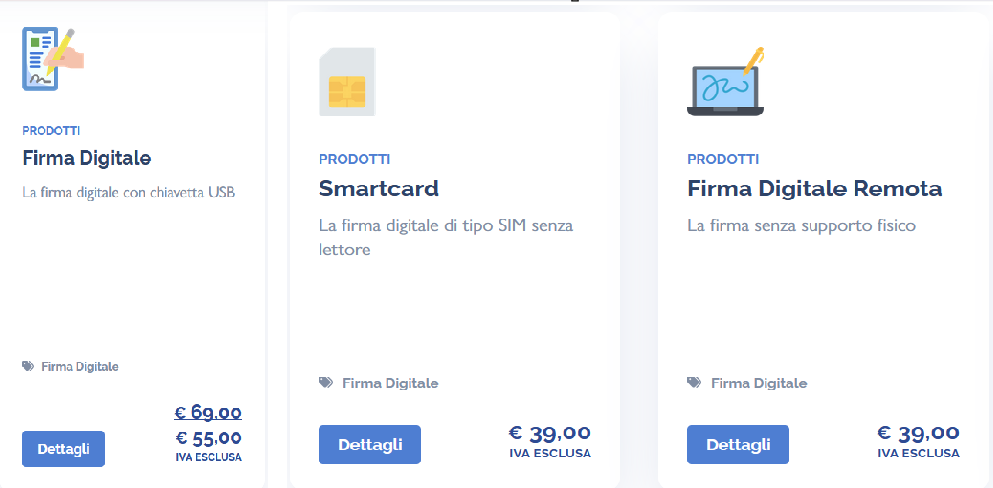 PRODOTTI
Firma Digitale
La firma digitale con chiavetta USB
Firma Digitale
€ 69,00
€ 55,00
IVA ESCLUSA
Dettagli
PRODOTTI
Smartcard
La firma digitale di tipo SIM senza
lettore
Firma Digitale
€ 39,00
IVA ESCLUSA
Dettagli
PRODOTTI
Firma Digitale Remota
La firma senza supporto fisico
Firma Digitale
€ 39,00
IVA ESCLUSA
Dettagli